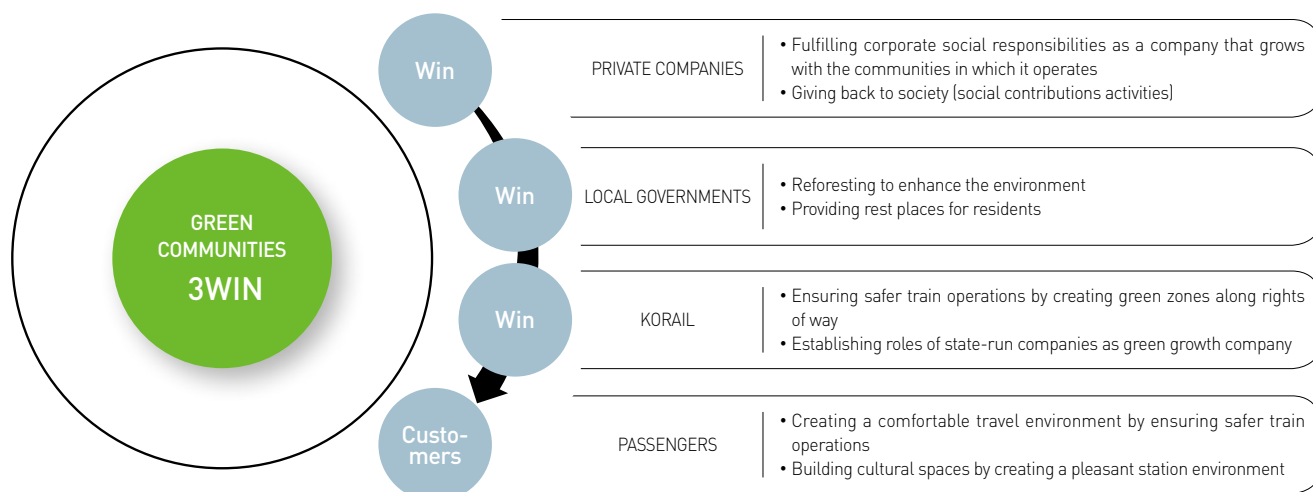 GREEN
COMMUNITIES
3WIN
Win
PRIVATE COMPANIES
• Fulfilling corporate social responsibilities as a company that grows
with the communities in which it operates
• Giving back to society (social contributions activities)
Win
LOCAL GOVERNMENTS
• Reforesting to enhance the environment
• Providing rest places for residents
Win
KORAIL
• Ensuring safer train operations by creating green zones along rights
of way
• Establishing roles of state-run companies as green growth company
Custo-
mers
PASSENGERS
• Creating a comfortable travel environment by ensuring safer train
operations
• Building cultural spaces by creating a pleasant station environment